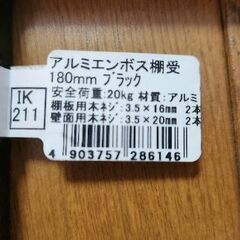 アルミエンボス棚受
180mm ブラック
安全荷重:20kg 材質:アルミ
棚板用木ネジ:3.5×16mm 2本
壁面用木ネジ:3.5×20mm 2本
IK
211
4 903757 286146